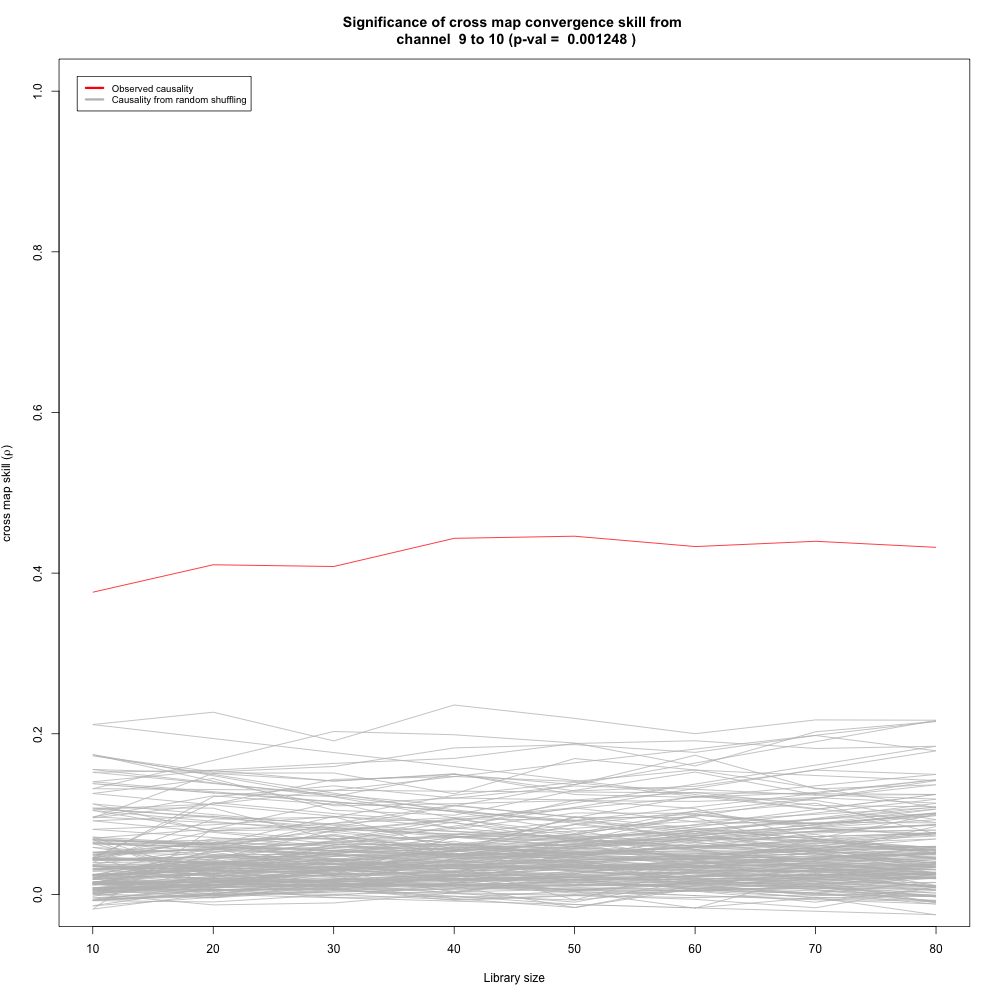 Significance of cross map convergence skill from
channel  9 to 10 (p-val =  0.001248 )
Observed causality
Causality from random shuffling
cross map skill (ρ)
1.0
0.8
0.6
0.4
0.2
0.0
10 20 30 40 50 60 70 80
Library size